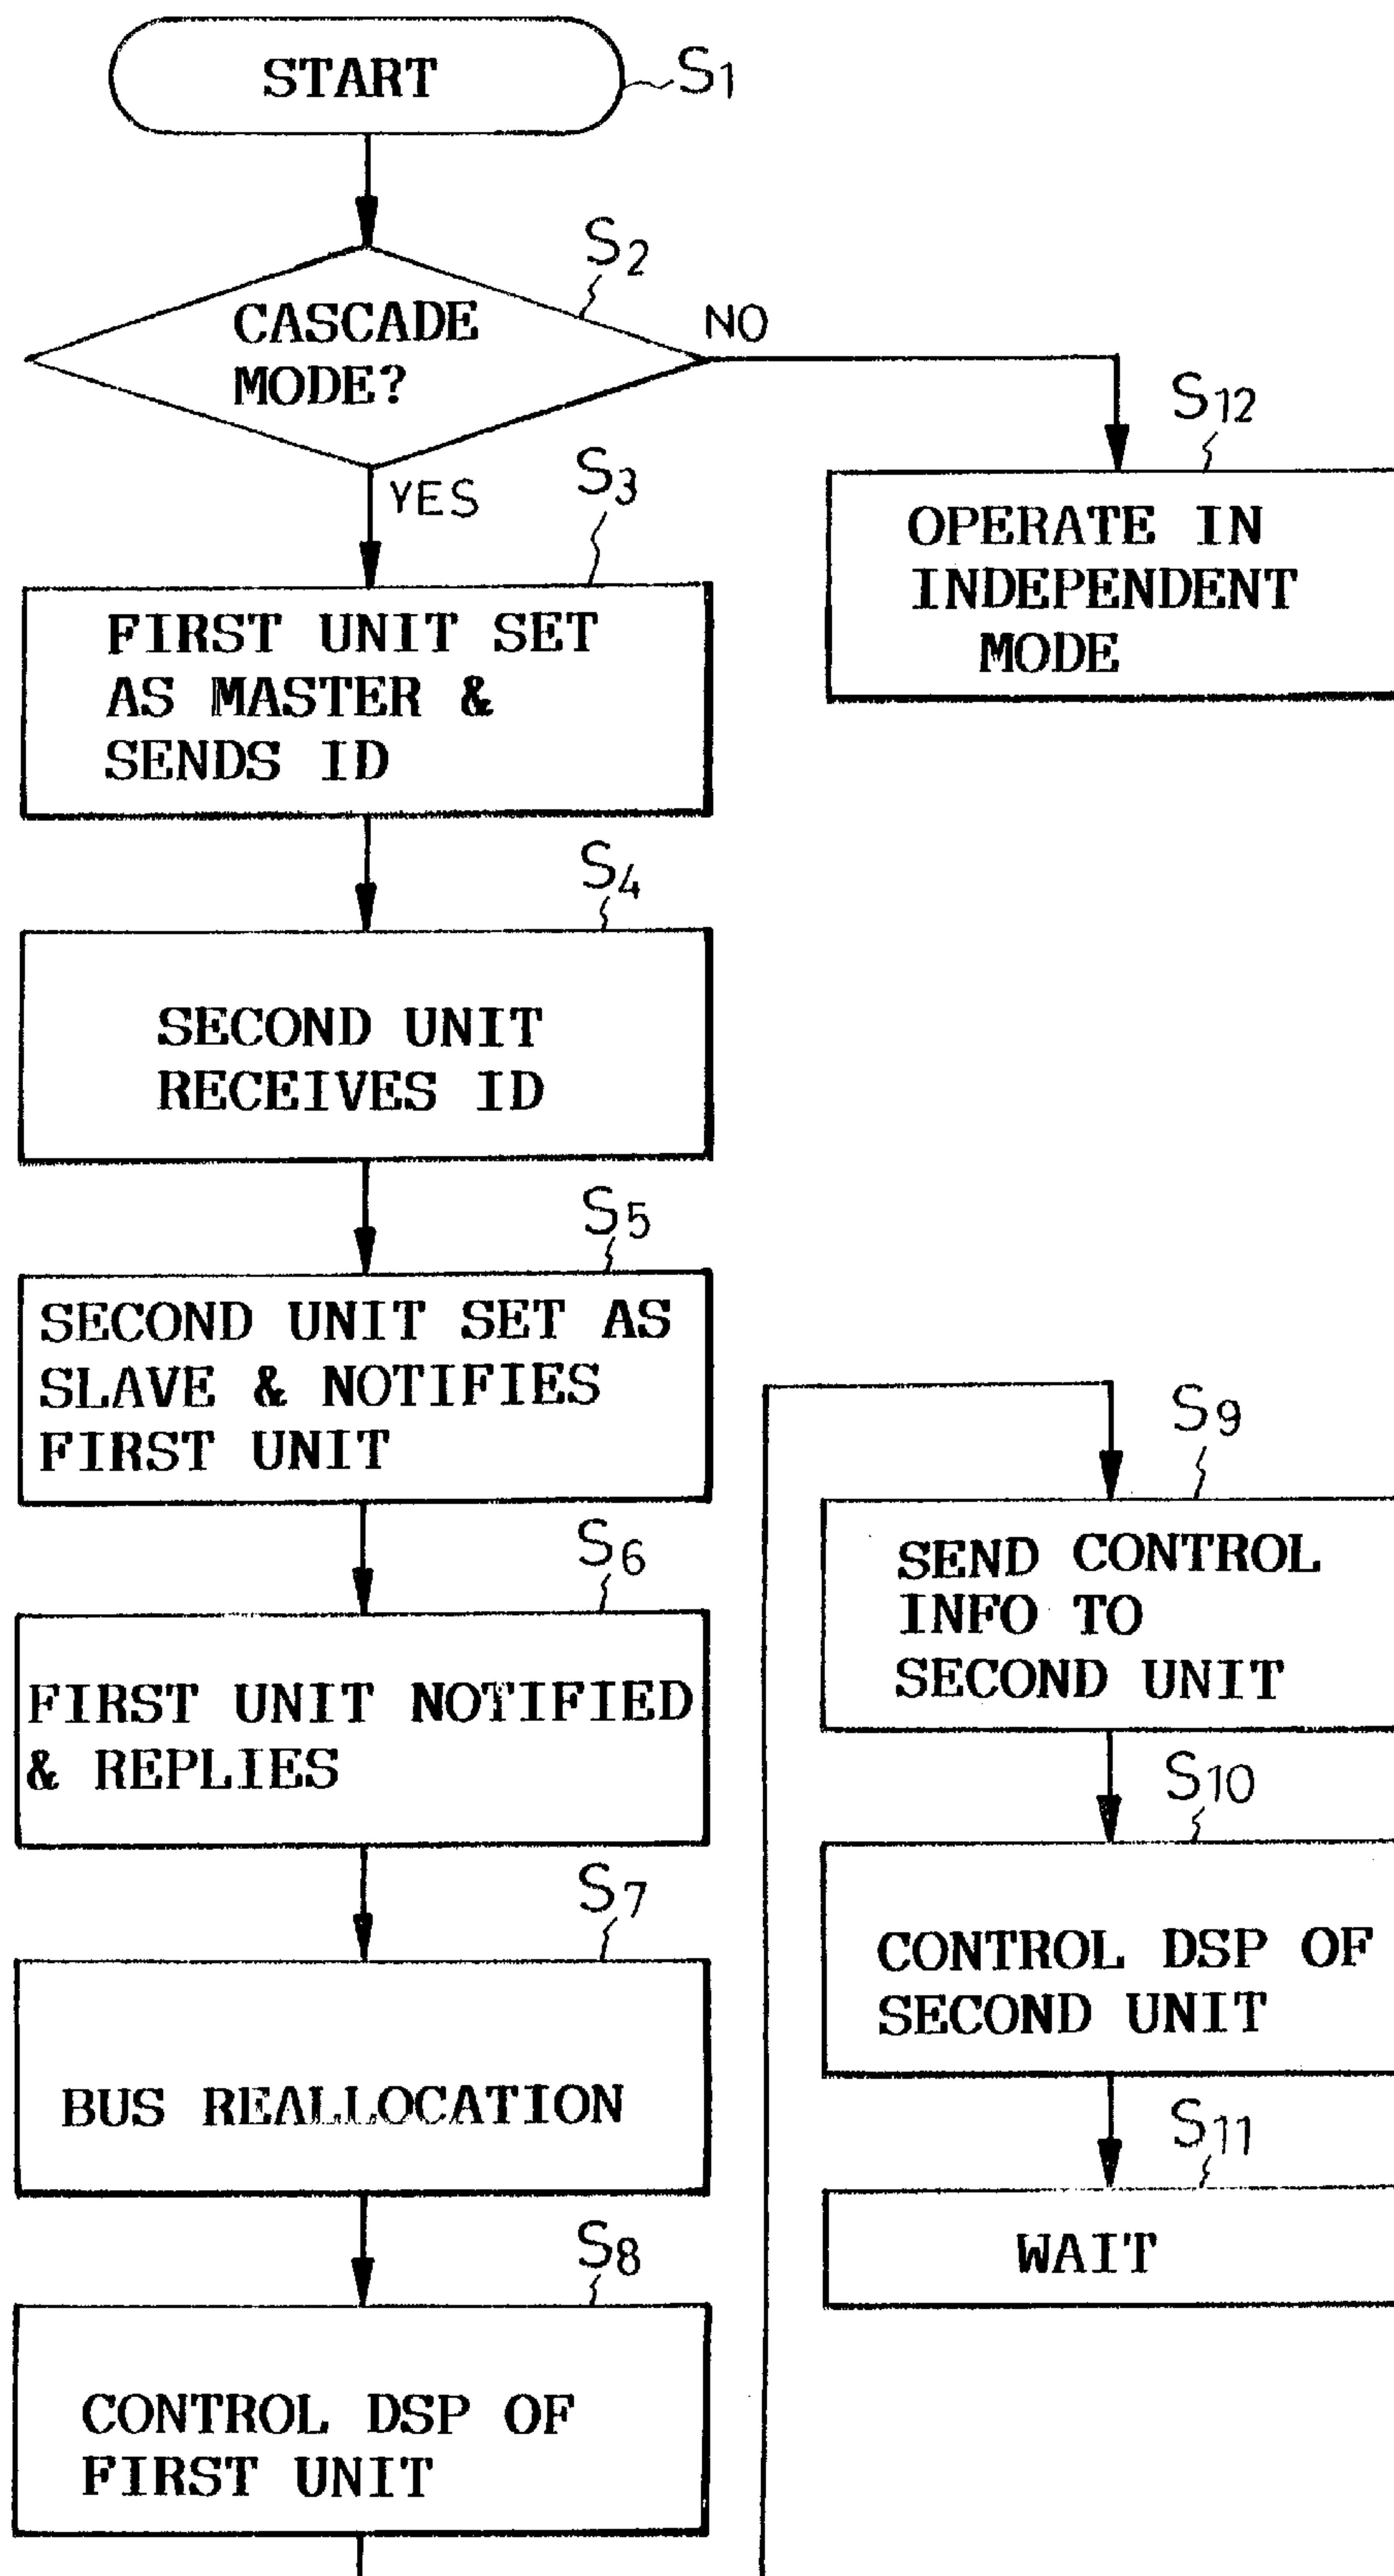 START
S1
S2
CASCADE
MODE?
NO
YES
S12
OPERATE IN
INDEPENDENT
MODE
S3
FIRST UNIT SET
AS MASTER &
SENDS ID
S4
SECOND UNIT
RECEIVES ID
S5
SECOND UNIT SET AS
SLAVE & NOTIFIES
FIRST UNIT
S6
FIRST UNIT NOTIFIED
& REPLIES
S7
BUS REALLOCATION
S8
CONTROL DSP OF
FIRST UNIT
S9
SEND CONTROL
INFO TO
SECOND UNIT
S10
CONTROL DSP OF
SECOND UNIT
S11
WAIT